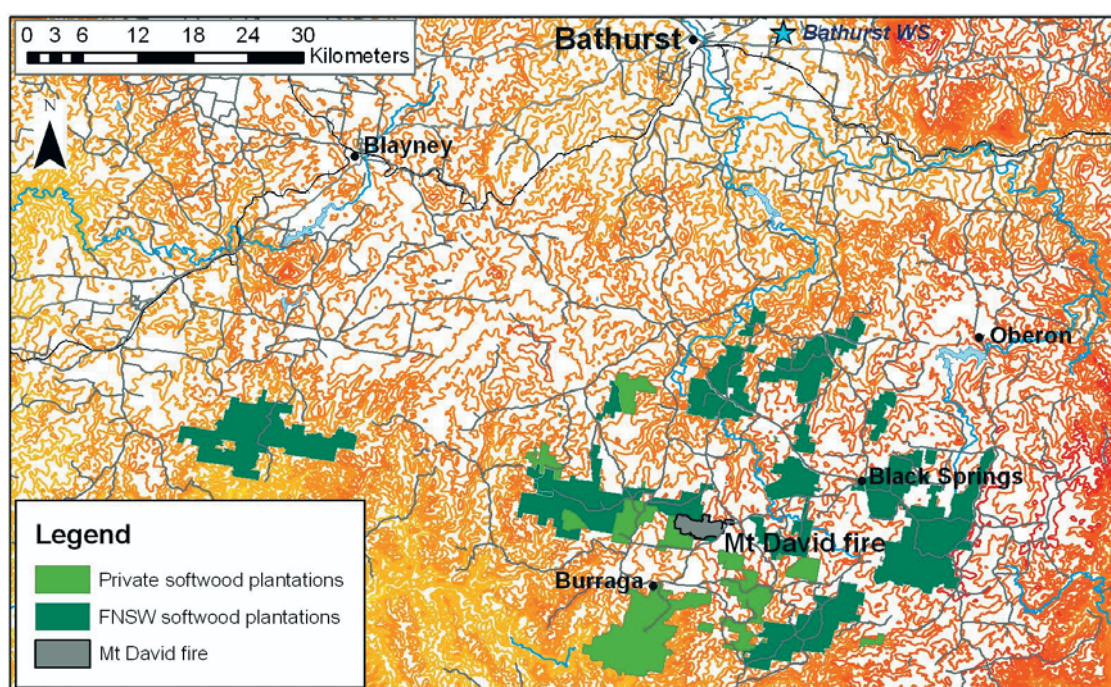 0 3 6 12 18 24 30
Kilometers
N
Bathurst
Bathurst WS
Blayney
Oberon
Black Springs
Mt David fire
Burraga
Legend
Private softwood plantations
FNSW softwood plantations
Mt David fire